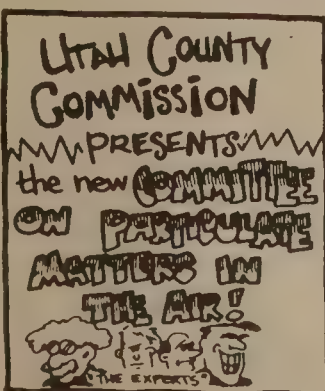 UTAH COUNTY
COMMISSION
PRESENTS
the new COMMITTEE
ON PARTICULATE
MATTERS IN
THE AIR!
"THE EXPERTS"